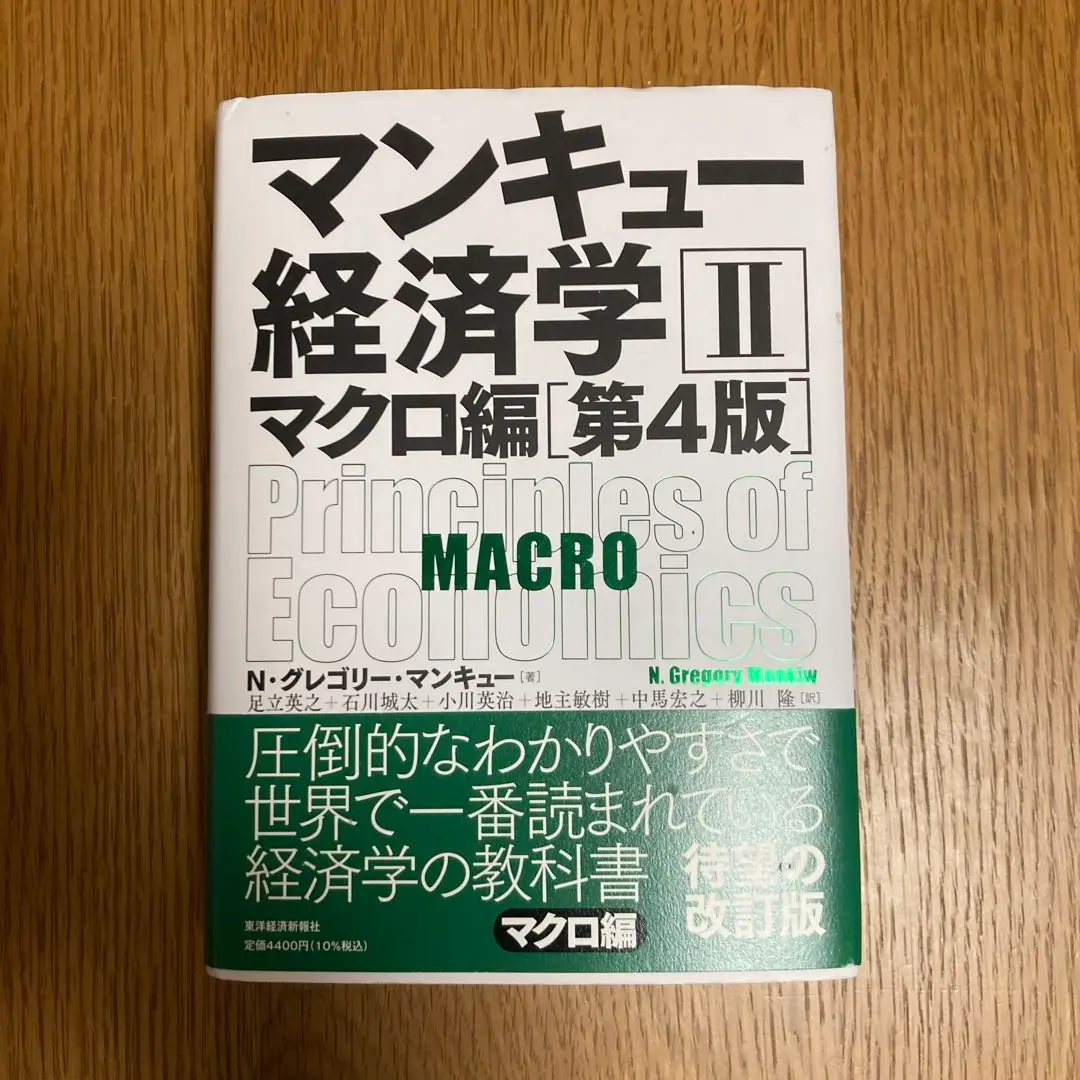 マンキュー
経済学 Ⅱ
マクロ編[第4版]
Principles of
Economics
MACRO
N・グレゴリー・マンキュー[著]
N. Gregory Mankiw
足立英之+石川城太+小川英治+地主敏樹+中馬宏之+柳川 隆[訳]
圧倒的なわかりやすさで
世界で一番読まれている
経済学の教科書
待望の
改訂版
マクロ編
東洋経済新報社
定価4400円(10%税込)